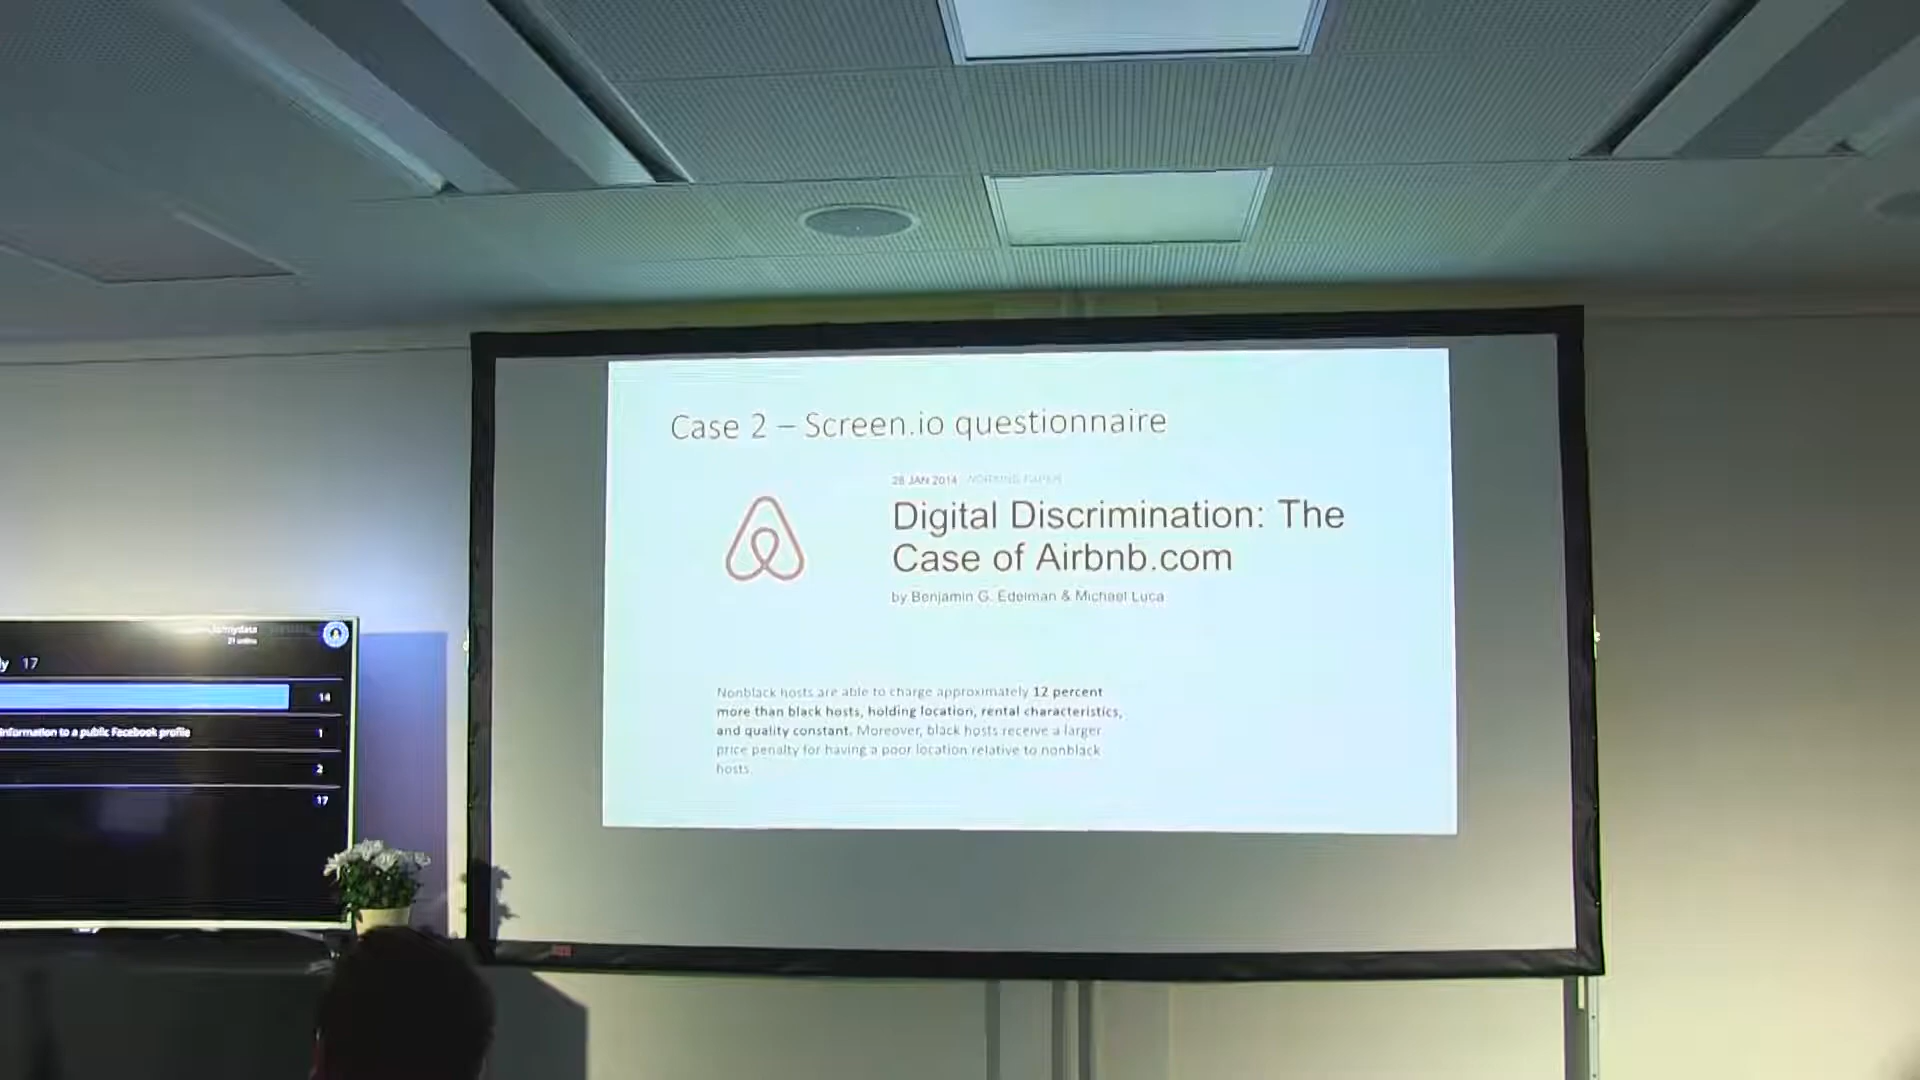 Case 2 – Screen.io questionnaire
28 JAN 2014 WORKING PAPER
Digital Discrimination: The
Case of Airbnb.com
by Benjamin G. Edelman & Michael Luca
Nonblack hosts are able to charge approximately 12 percent
more than black hosts, holding location, rental characteristics,
and quality constant. Moreover, black hosts receive a larger
price penalty for having a poor location relative to nonblack
hosts.
17
14
information to a public Facebook profile
1
2
17